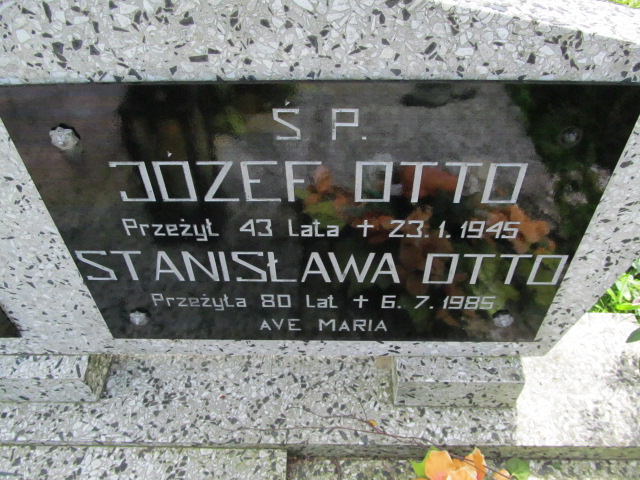 Ś P.
JÓZEF OTTO
Przeżył 43 lata + 23.1.1945
STANISŁAWA OTTO
Przeżyła 80 lat + 6.7.1985
AVE MARIA